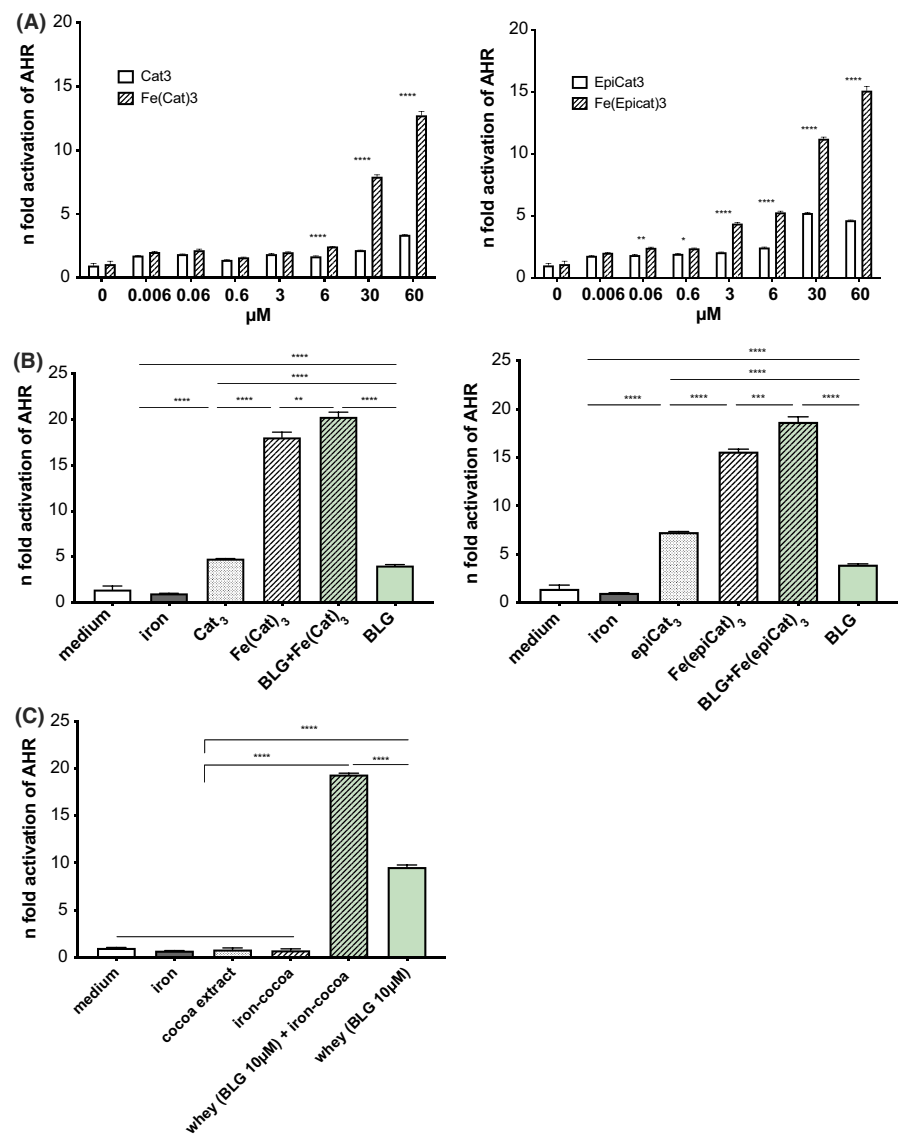 (A)
n fold activation of AHR
20
15
10
5
0
Cat3
Fe(Cat)3
****
****
****
0 0.006 0.06 0.6 3 6 30 60
µM
n fold activation of AHR
20
15
10
5
0
EpiCat3
Fe(Epicat)3
**
*
****
****
****
****
0 0.006 0.06 0.6 3 6 30 60
µM
(B)
n fold activation of AHR
25
20
15
10
5
0
****
****
**** **** ** ****
medium
iron
Cat3
Fe(Cat)3
BLG+Fe(Cat)3
BLG
n fold activation of AHR
25
20
15
10
5
0
****
****
**** **** *** ****
medium
iron
epiCat3
Fe(epiCat)3
BLG+Fe(epiCat)3
BLG
(C)
n fold activation of AHR
25
20
15
10
5
0
****
**** ****
medium
iron
cocoa extract
iron-cocoa
whey (BLG 10µM) + iron-cocoa
whey (BLG 10µM)